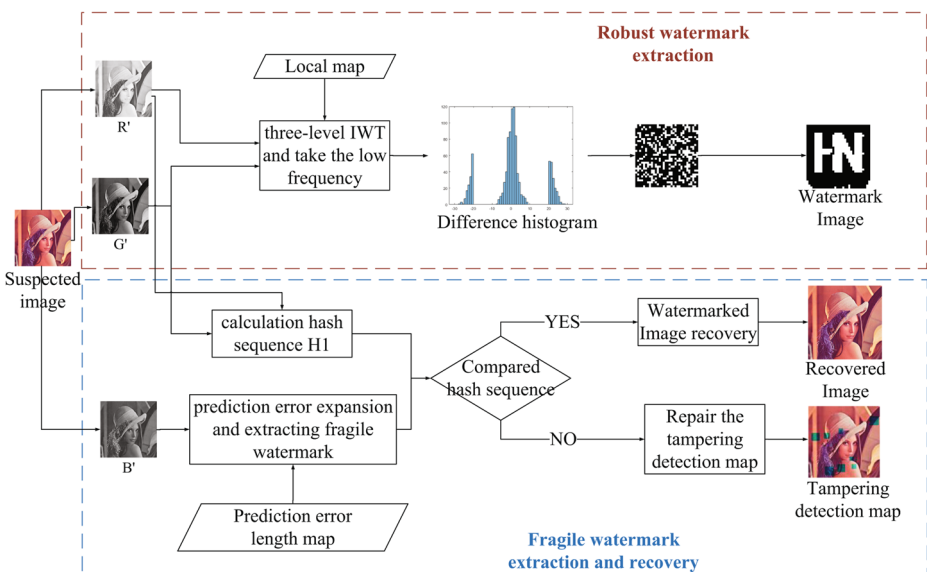 Robust watermark
extraction
Local map
R'
three-level IWT
and take the low
frequency
Difference histogram
HN
Watermark
Image
G'
Suspected
image
calculation hash
sequence H1
YES
Watermarked
Image recovery
Recovered
Image
Compared
hash sequence
B'
prediction error expansion
and extracting fragile
watermark
NO
Repair the
tampering
detection map
Tampering
detection map
Prediction error
length map
Fragile watermark
extraction and recovery